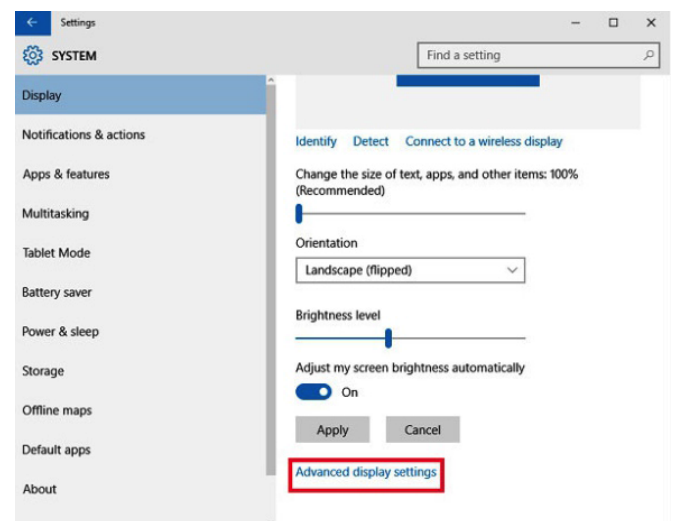 Settings
SYSTEM
Find a setting
Display
Notifications & actions
Apps & features
Multitasking
Tablet Mode
Battery saver
Power & sleep
Storage
Offline maps
Default apps
About
Identify Detect Connect to a wireless display
Change the size of text, apps, and other items: 100%
(Recommended)
Orientation
Landscape (flipped)
Brightness level
Adjust my screen brightness automatically
On
Apply Cancel
Advanced display settings